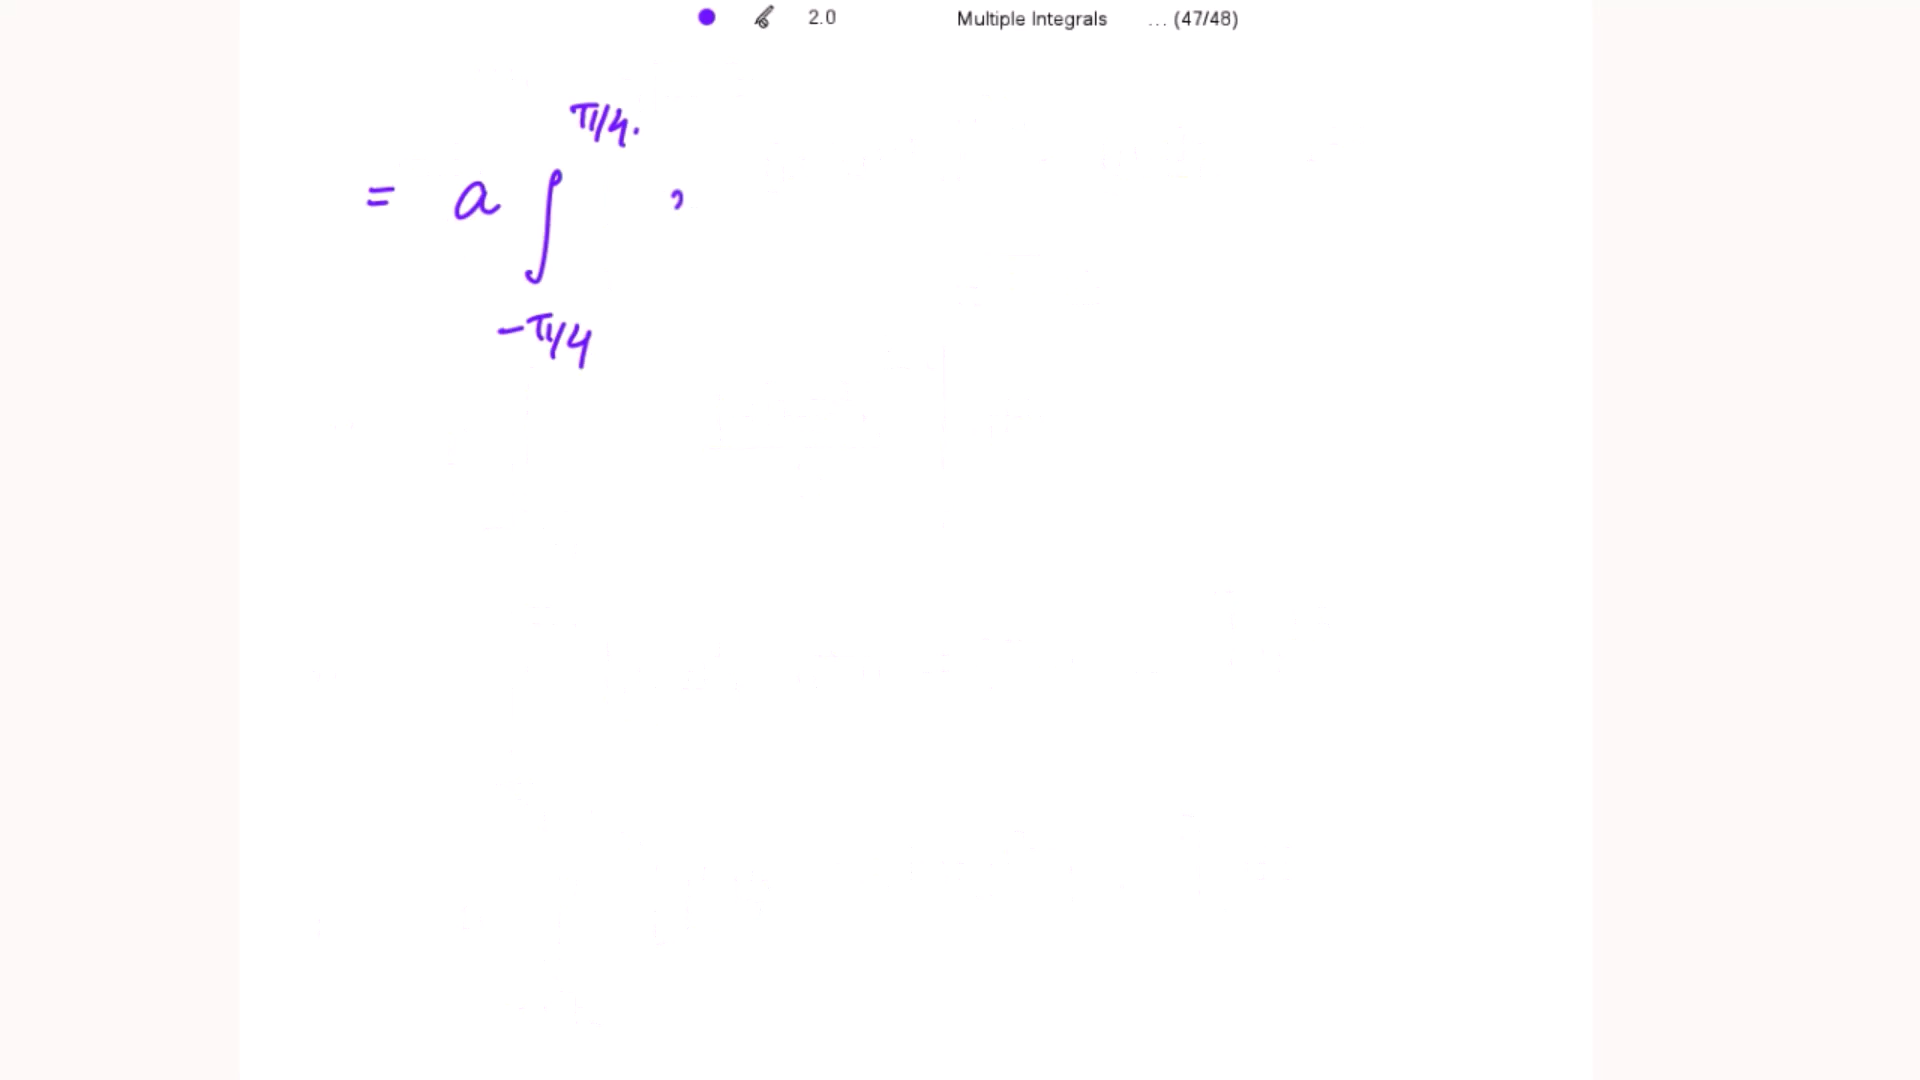 2.0 Multiple Integrals ... (47/48)
π/4.
= a ∫ ,
-π/4